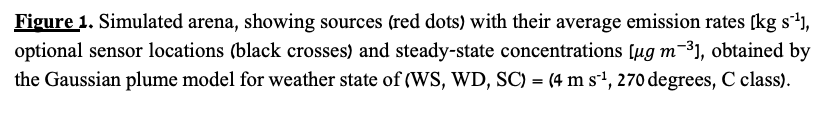 Figure 1. Simulated arena, showing sources (red dots) with their average emission rates [kg s⁻¹],
optional sensor locations (black crosses) and steady-state concentrations [μg m⁻³], obtained by
the Gaussian plume model for weather state of (WS, WD, SC) = (4 m s⁻¹, 270 degrees, C class).